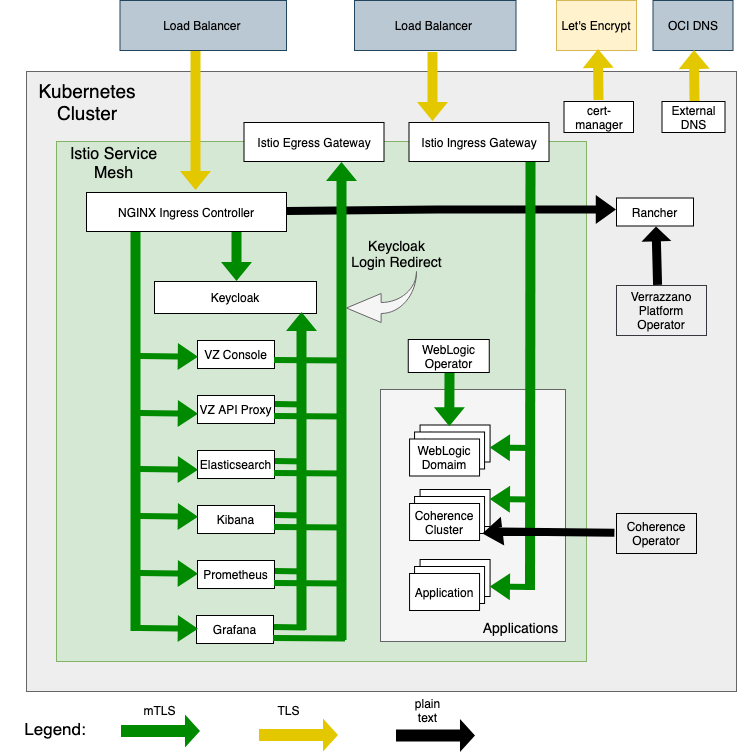 Load Balancer
Load Balancer
Let's Encrypt
OCI DNS
Kubernetes
Cluster
cert-
manager
External
DNS
Istio Service
Mesh
Istio Egress Gateway
Istio Ingress Gateway
NGINX Ingress Controller
Rancher
Keycloak
Login Redirect
Keycloak
Verrazzano
Platform
Operator
VZ Console
WebLogic
Operator
VZ API Proxy
WebLogic
Domaim
Elasticsearch
Coherence
Cluster
Kibana
Coherence
Operator
Prometheus
Application
Grafana
Applications
Legend:
mTLS
TLS
plain
text